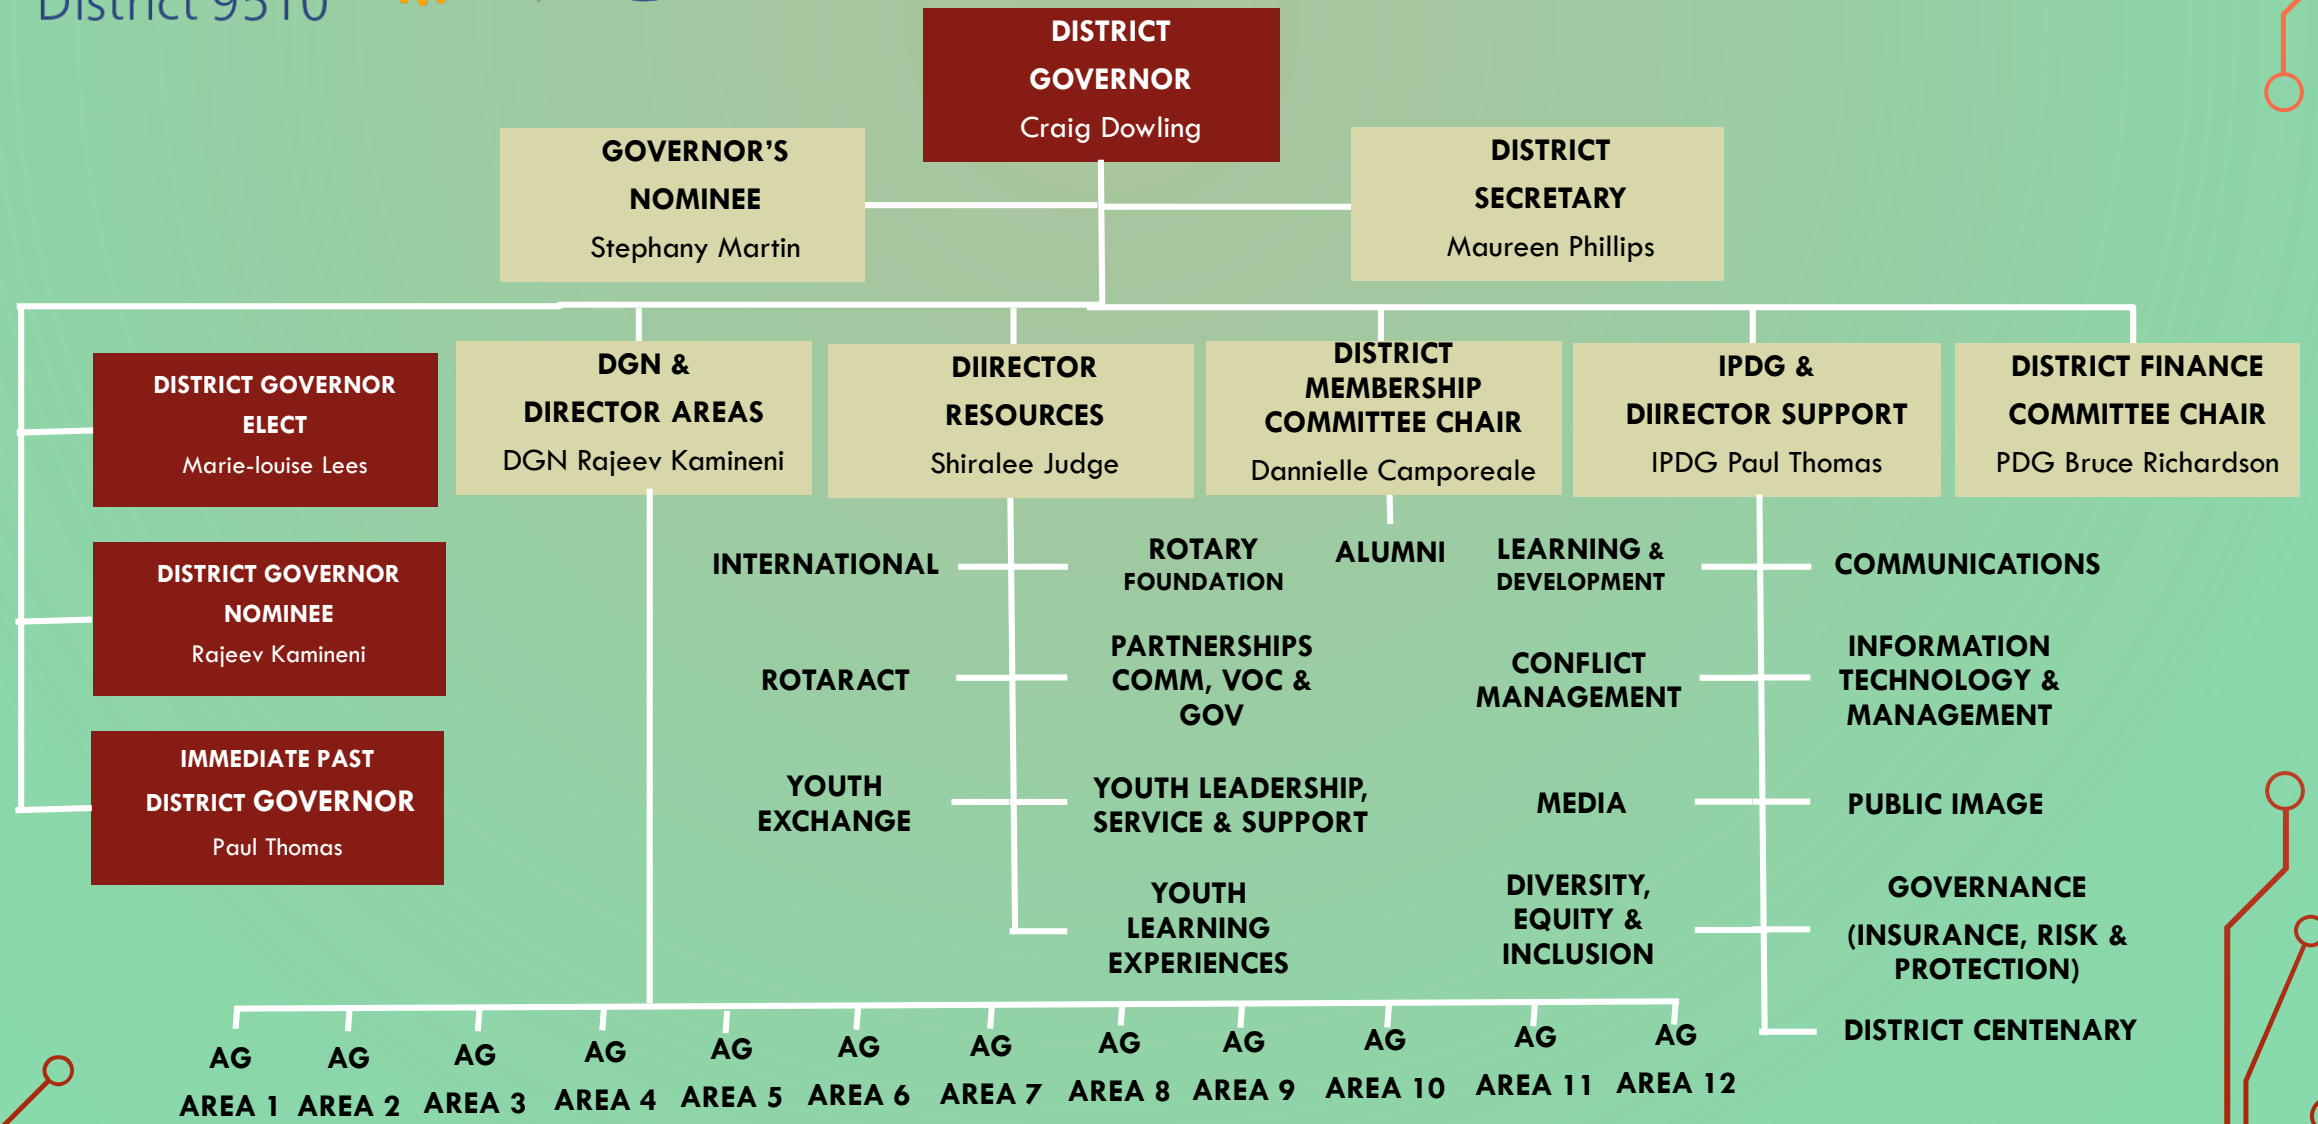 District 9510
DISTRICT
GOVERNOR
Craig Dowling
GOVERNOR’S
NOMINEE
Stephany Martin
DISTRICT
SECRETARY
Maureen Phillips
DISTRICT GOVERNOR
ELECT
Marie-louise Lees
DISTRICT GOVERNOR
NOMINEE
Rajeev Kamineni
IMMEDIATE PAST
DISTRICT GOVERNOR
Paul Thomas
DGN &
DIRECTOR AREAS
DGN Rajeev Kamineni
DIIRECTOR
RESOURCES
Shiralee Judge
DISTRICT
MEMBERSHIP
COMMITTEE CHAIR
Dannielle Camporeale
IPDG &
DIIRECTOR SUPPORT
IPDG Paul Thomas
DISTRICT FINANCE
COMMITTEE CHAIR
PDG Bruce Richardson
INTERNATIONAL
ROTARY
FOUNDATION
ROTARACT
PARTNERSHIPS
COMM, VOC &
GOV
YOUTH
EXCHANGE
YOUTH LEADERSHIP,
SERVICE & SUPPORT
YOUTH
LEARNING
EXPERIENCES
ALUMNI
LEARNING &
DEVELOPMENT
COMMUNICATIONS
CONFLICT
MANAGEMENT
INFORMATION
TECHNOLOGY &
MANAGEMENT
MEDIA
PUBLIC IMAGE
DIVERSITY,
EQUITY &
INCLUSION
GOVERNANCE
(INSURANCE, RISK &
PROTECTION)
DISTRICT CENTENARY
AG
AREA 1
AG
AREA 2
AG
AREA 3
AG
AREA 4
AG
AREA 5
AG
AREA 6
AG
AREA 7
AG
AREA 8
AG
AREA 9
AG
AREA 10
AG
AREA 11
AG
AREA 12